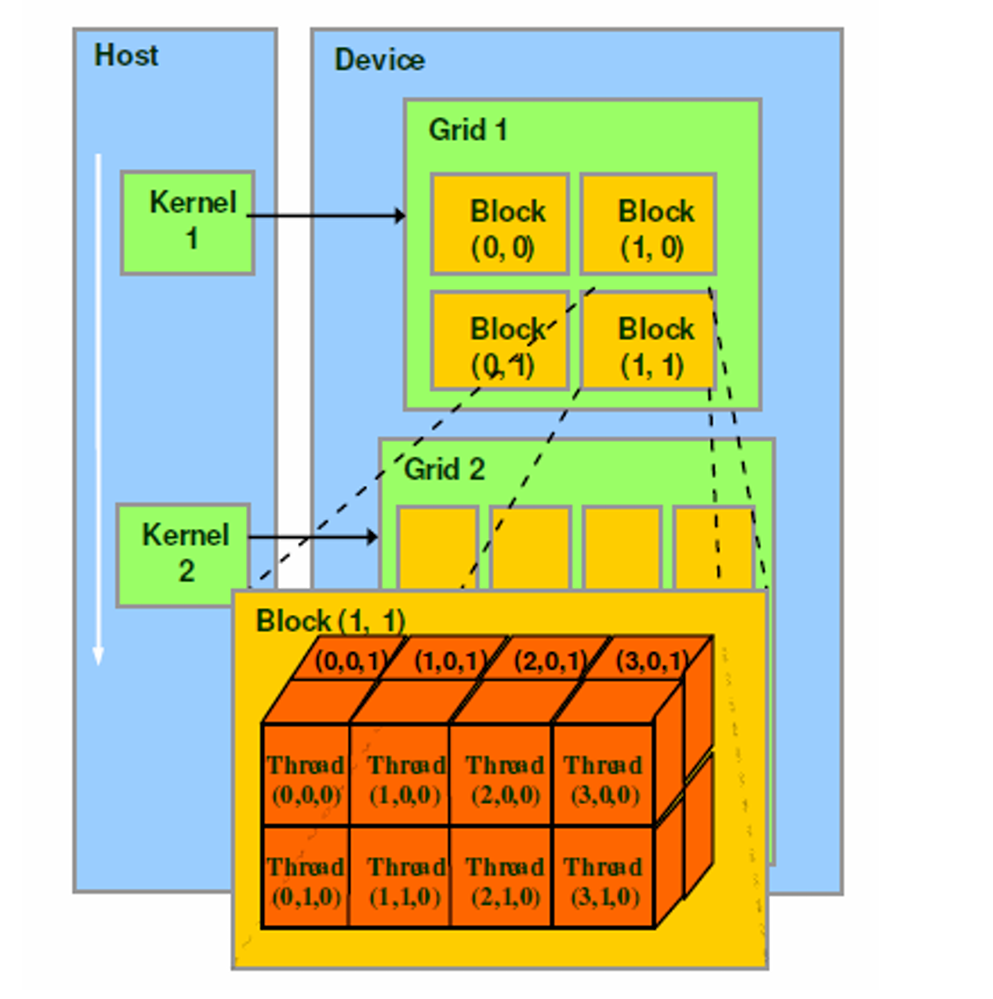 Host
Device
Grid 1
Kernel
1
Block
(0, 0)
Block
(1, 0)
Block
(0, 1)
Block
(1, 1)
Grid 2
Kernel
2
Block (1, 1)
(0,0,1) (1,0,1) (2,0,1) (3,0,1)
Thread
(0,0,0)
Thread
(1,0,0)
Thread
(2,0,0)
Thread
(3,0,0)
Thread
(0,1,0)
Thread
(1,1,0)
Thread
(2,1,0)
Thread
(3,1,0)